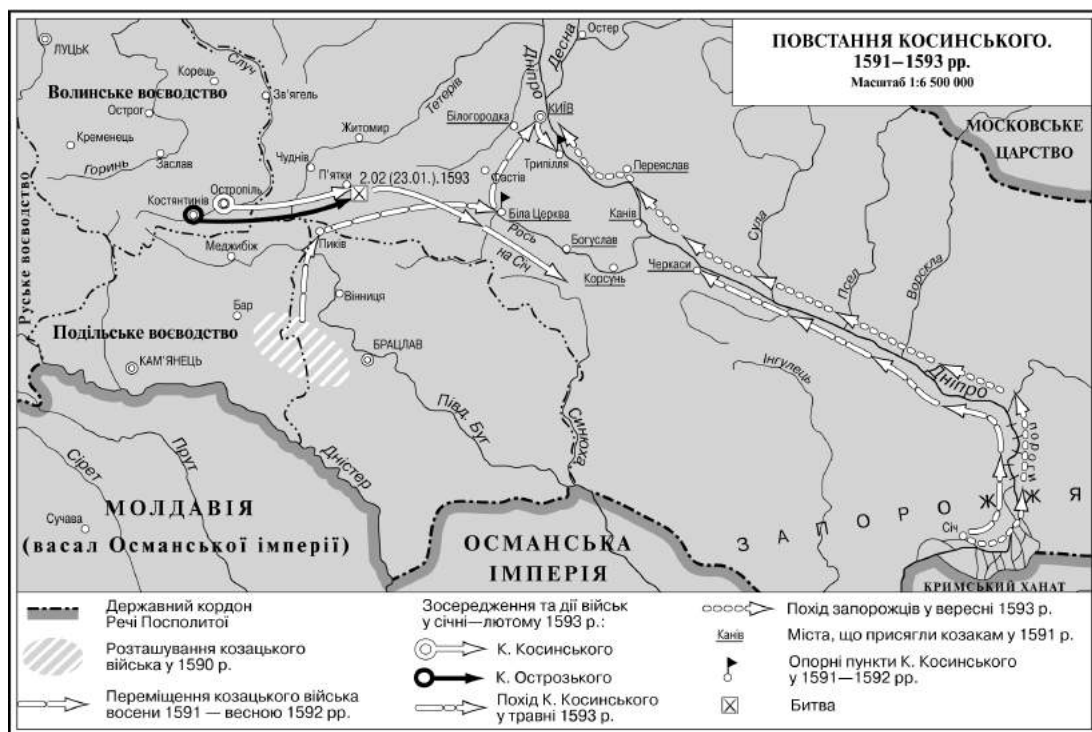 ПОВСТАННЯ КОСИНСЬКОГО.
1591–1593 рр.
Масштаб 1:6 500 000
ЛУЦЬК
Корець
Случ
Волинське воєводство
Зв’ягель
Острог
Кременець
Горинь
Заслав
Житомир
Чуднів
Тетерів
Остер
Десна
Дніпро
КИЇВ
Білогородка
Трипілля
Фастів
Переяслав
МОСКОВСЬКЕ
ЦАРСТВО
П’ятки
2.02 (23.01.).1593
Остропіль
Костянтинів
Біла Церква
Рось
Канів
Богуслав
Корсунь
на Січ
Черкаси
Сула
Псел
Ворскла
Руське воєводство
Меджибіж
Пиків
Бар
Вінниця
Подільське воєводство
КАМ’ЯНЕЦЬ
БРАЦЛАВ
Інгулець
Дніпро
пороги
Півд. Буг
Синюха
Дністер
Прут
Сірет
Сучава
МОЛДАВІЯ
(васал Османської імперії)
ОСМАНСЬКА
ІМПЕРІЯ
ЗАПОРОЖЖЯ
Січ
КРИМСЬКИЙ ХАНАТ
Державний кордон
Речі Посполитої
Розташування козацького
війська у 1590 р.
Переміщення козацького війська
восени 1591 — весною 1592 рр.
Зосередження та дії військ
у січні—лютому 1593 р.:
К. Косинського
К. Острозького
Похід К. Косинського
у травні 1593 р.
Похід запорожців у вересні 1593 р.
Канів
Міста, що присягли козакам у 1591 р.
Опорні пункти К. Косинського
у 1591—1592 рр.
Битва